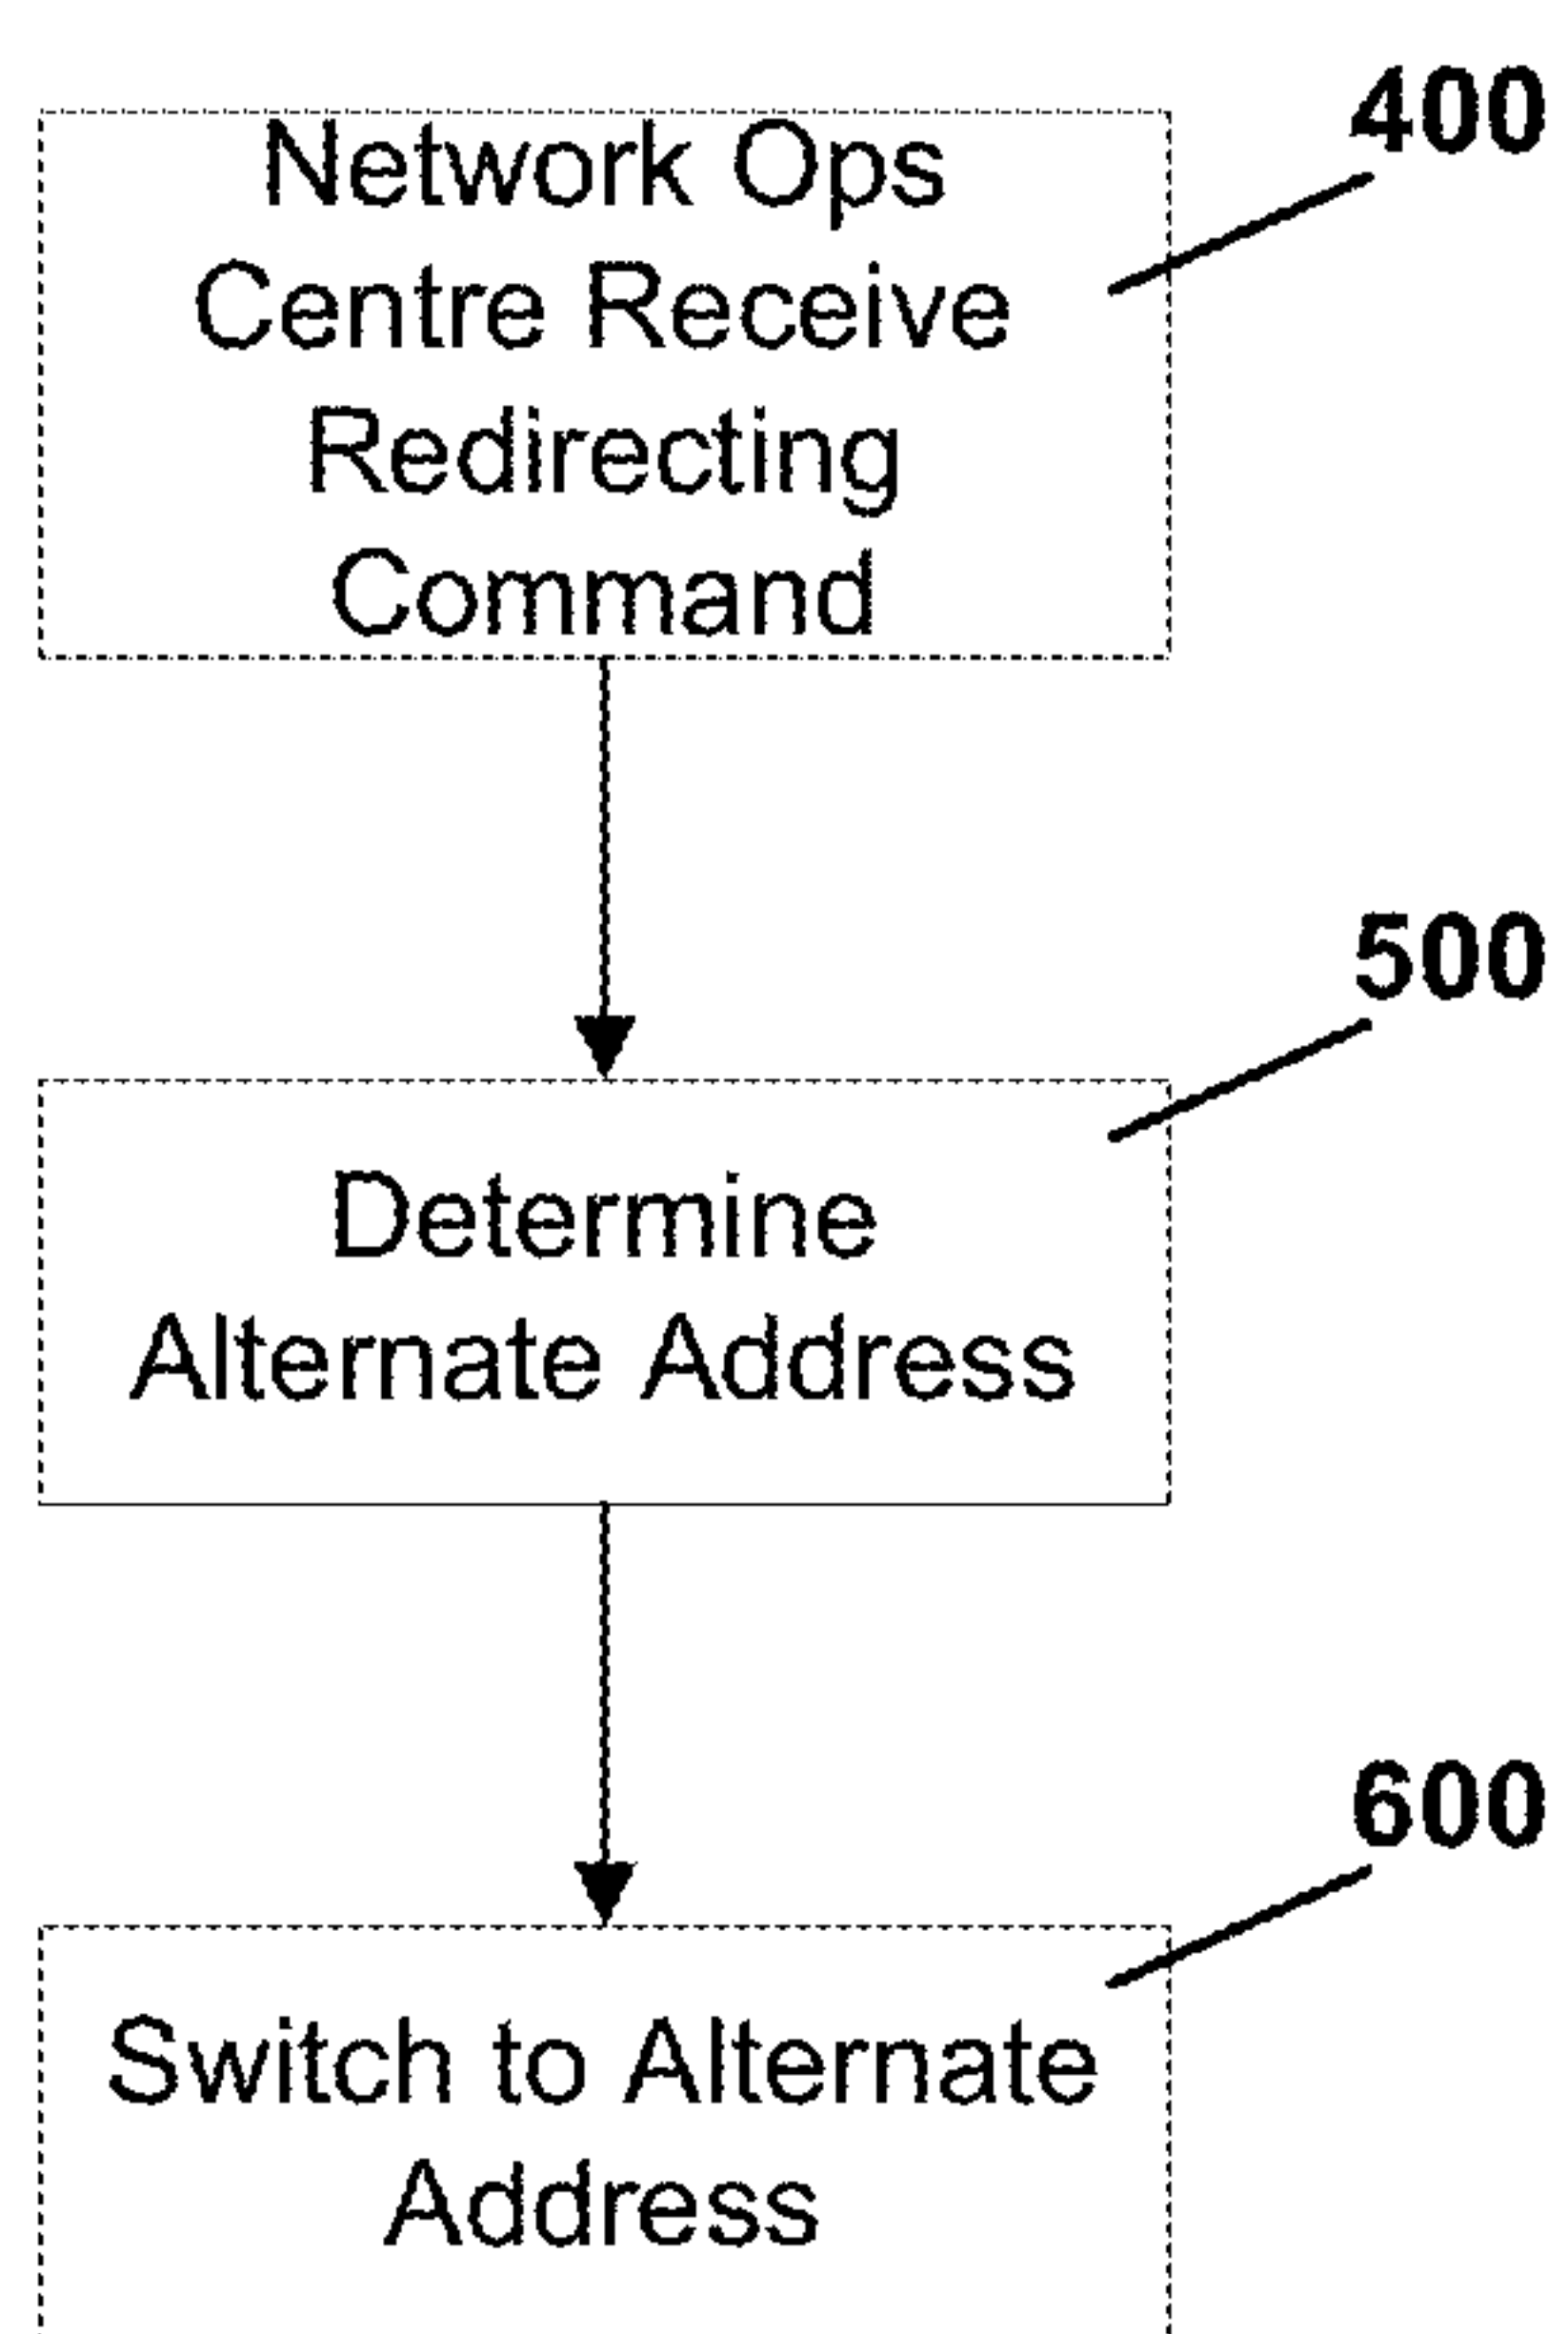 400
Network Ops
Centre Receive
Redirecting
Command
500
Determine
Alternate Address
600
Switch to Alternate
Address